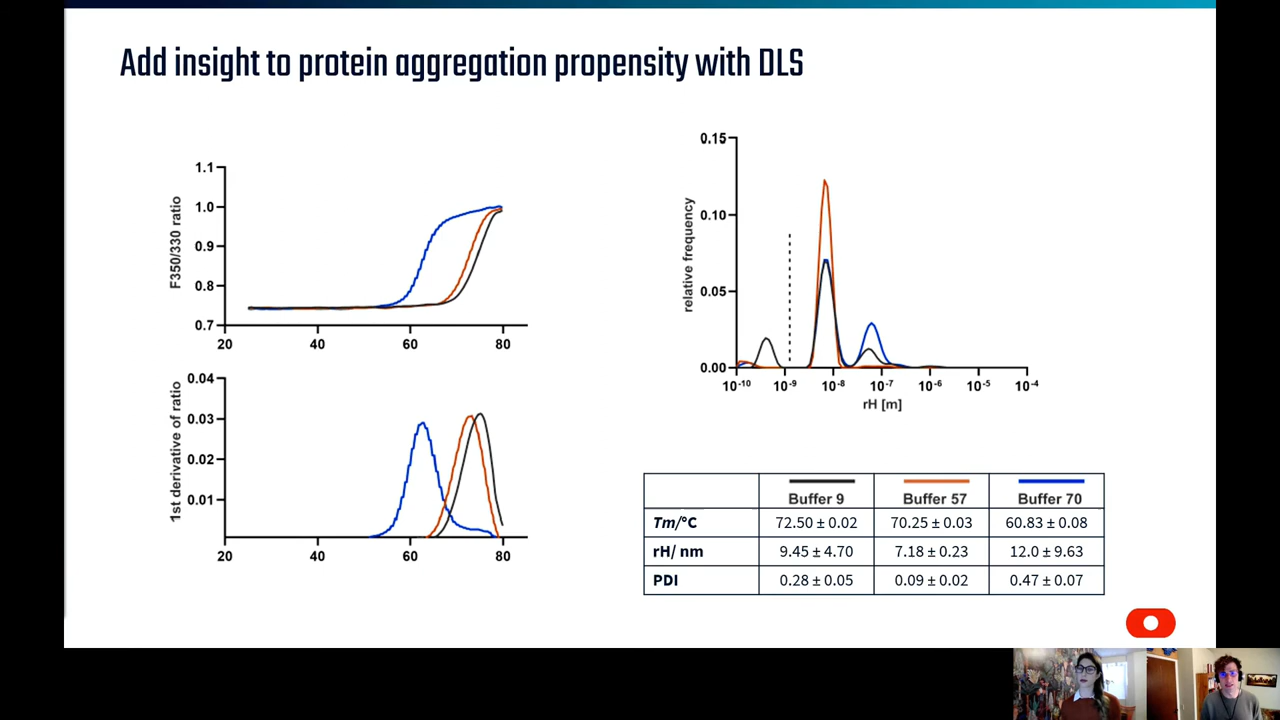 Add insight to protein aggregation propensity with DLS
1.1
1.0
0.9
0.8
0.7
F350/330 ratio
20 40 60 80
0.04
0.03
0.02
0.01
1st derivative of ratio
20 40 60 80
0.15
0.10
0.05
0.00
relative frequency
10-10 10-9 10-8 10-7 10-6 10-5 10-4
rH [m]
Buffer 9 Buffer 57 Buffer 70
Tm/°C 72.50 ± 0.02 70.25 ± 0.03 60.83 ± 0.08
rH/ nm 9.45 ± 4.70 7.18 ± 0.23 12.0 ± 9.63
PDI 0.28 ± 0.05 0.09 ± 0.02 0.47 ± 0.07